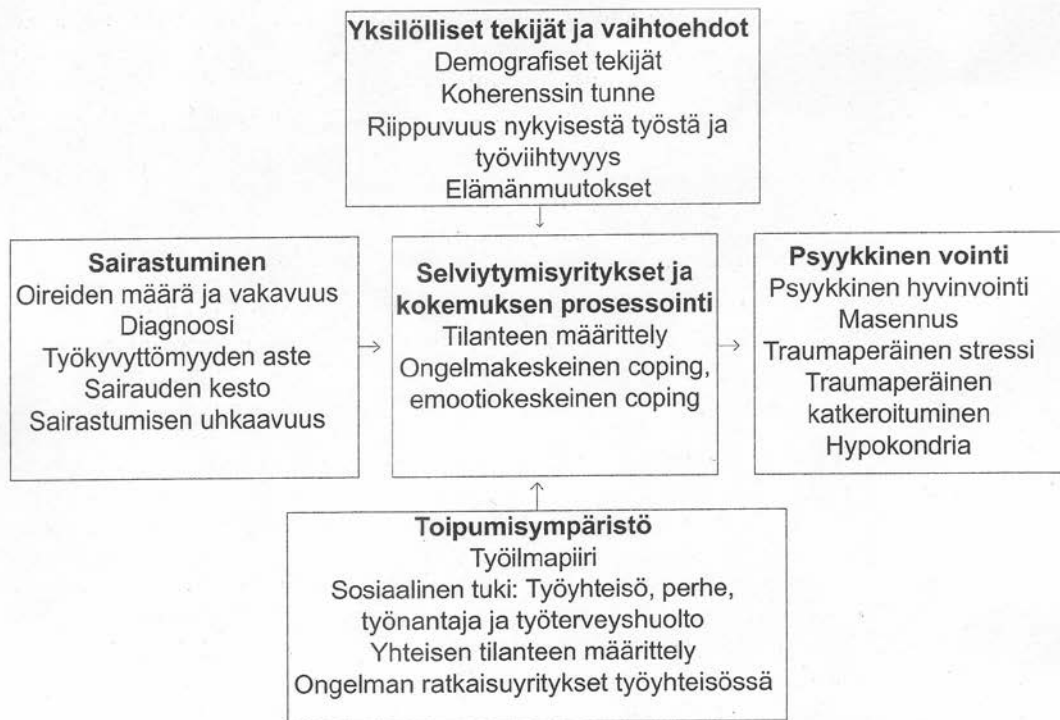 Yksilölliset tekijät ja vaihtoehdot
Demografiset tekijät
Koherenssin tunne
Riippuvuus nykyisestä työstä ja
työviihtyvyys
Elämänmuutokset
Sairastuminen
Oireiden määrä ja vakavuus
Diagnoosi
Työkyvyttömyyden aste
Sairauden kesto
Sairastumisen uhkaavuus
Selviytymisyritykset ja
kokemuksen prosessointi
Tilanteen määrittely
Ongelmakeskeinen coping,
emootiokeskeinen coping
Psyykkinen vointi
Psyykkinen hyvinvointi
Masennus
Traumaperäinen stressi
Traumaperäinen
katkeroituminen
Hypokondria
Toipumisympäristö
Työilmapiiri
Sosiaalinen tuki: Työyhteisö, perhe,
työnantaja ja työterveyshuolto
Yhteisen tilanteen määrittely
Ongelman ratkaisuyritykset työyhteisössä